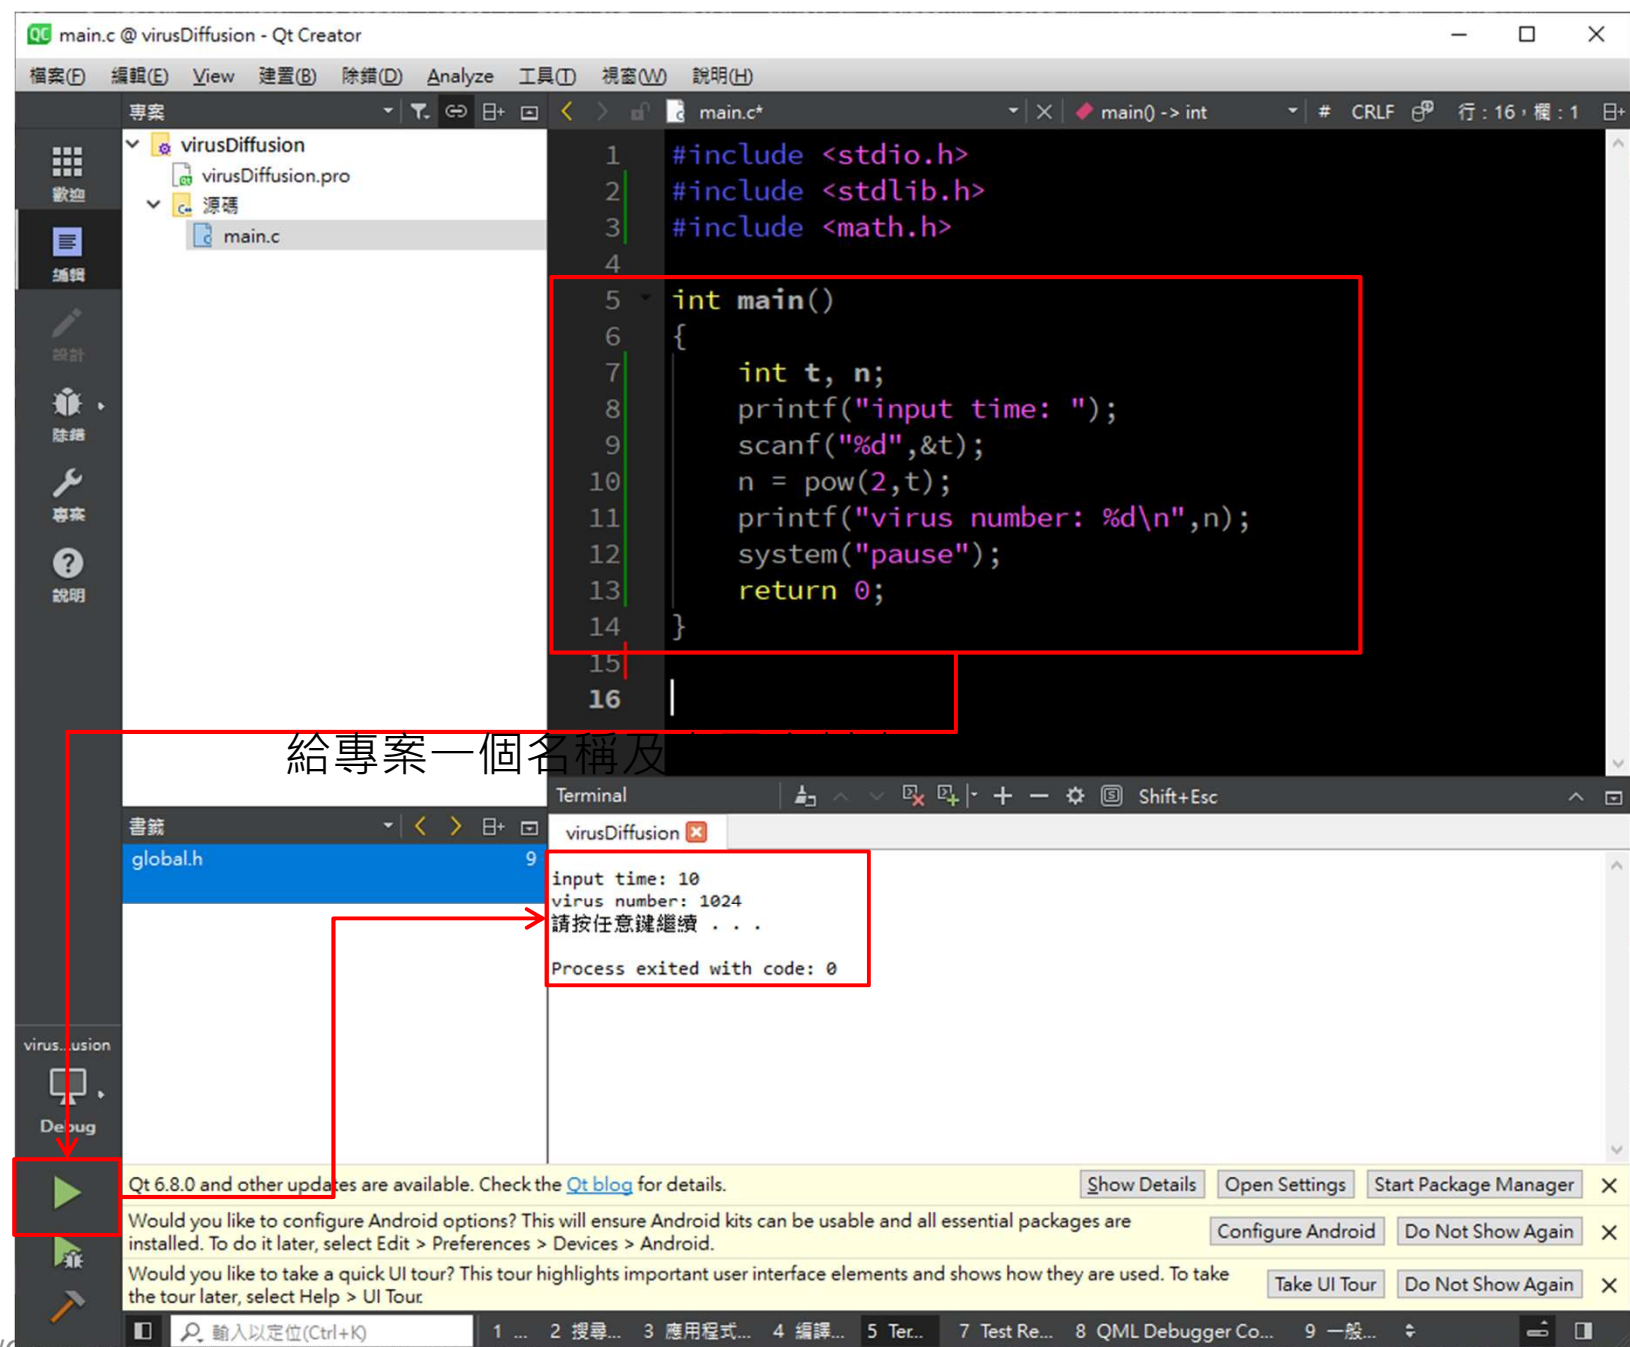 main.c @ virusDiffusion - Qt Creator
檔案(F) 編輯(E) View 建置(B) 除錯(D) Analyze 工具(T) 視窗(W) 說明(H)
專案
main.c*
main() -> int
# CRLF 行:16,欄:1
歡迎
編輯
設計
除錯
專案
說明
virusDiffusion
virusDiffusion.pro
源碼
main.c
1 #include <stdio.h>
2 #include <stdlib.h>
3 #include <math.h>
4
5 int main()
6 {
7 int t, n;
8 printf("input time: ");
9 scanf("%d",&t);
10 n = pow(2,t);
11 printf("virus number: %d\n",n);
12 system("pause");
13 return 0;
14 }
15
16
給專案一個名稱及
Terminal
Shift+Esc
書籤
global.h 9
virusDiffusion
input time: 10
virus number: 1024
請按任意鍵繼續 . . .
Process exited with code: 0
virus...usion
Debug
Qt 6.8.0 and other updates are available. Check the Qt blog for details.
Show Details Open Settings Start Package Manager
Would you like to configure Android options? This will ensure Android kits can be usable and all essential packages are
installed. To do it later, select Edit > Preferences > Devices > Android.
Configure Android Do Not Show Again
Would you like to take a quick UI tour? This tour highlights important user interface elements and shows how they are used. To take
the tour later, select Help > UI Tour.
Take UI Tour Do Not Show Again
輸入以定位(Ctrl+K)
1 ... 2 搜尋... 3 應用程式... 4 編譯... 5 Ter... 7 Test Re... 8 QML Debugger Co... 9 一般...